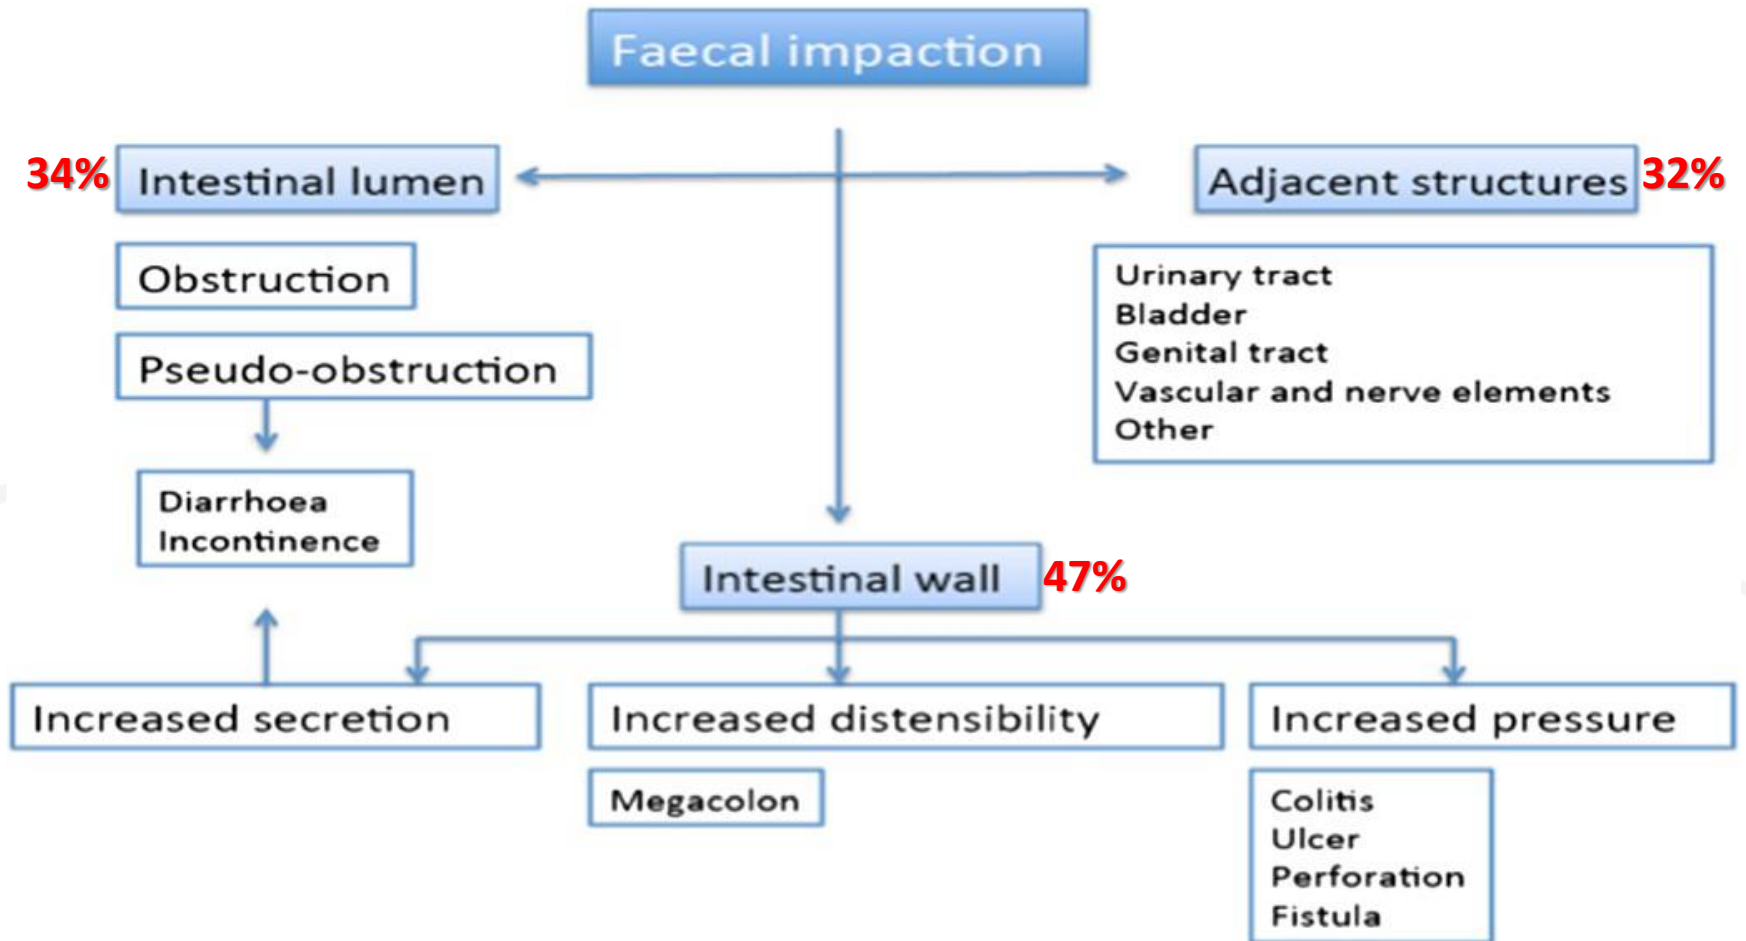 Faecal impaction
34%
Intestinal lumen
Adjacent structures
32%
Obstruction
Pseudo-obstruction
Diarrhoea
Incontinence
Urinary tract
Bladder
Genital tract
Vascular and nerve elements
Other
Intestinal wall
47%
Increased secretion
Increased distensibility
Increased pressure
Megacolon
Colitis
Ulcer
Perforation
Fistula